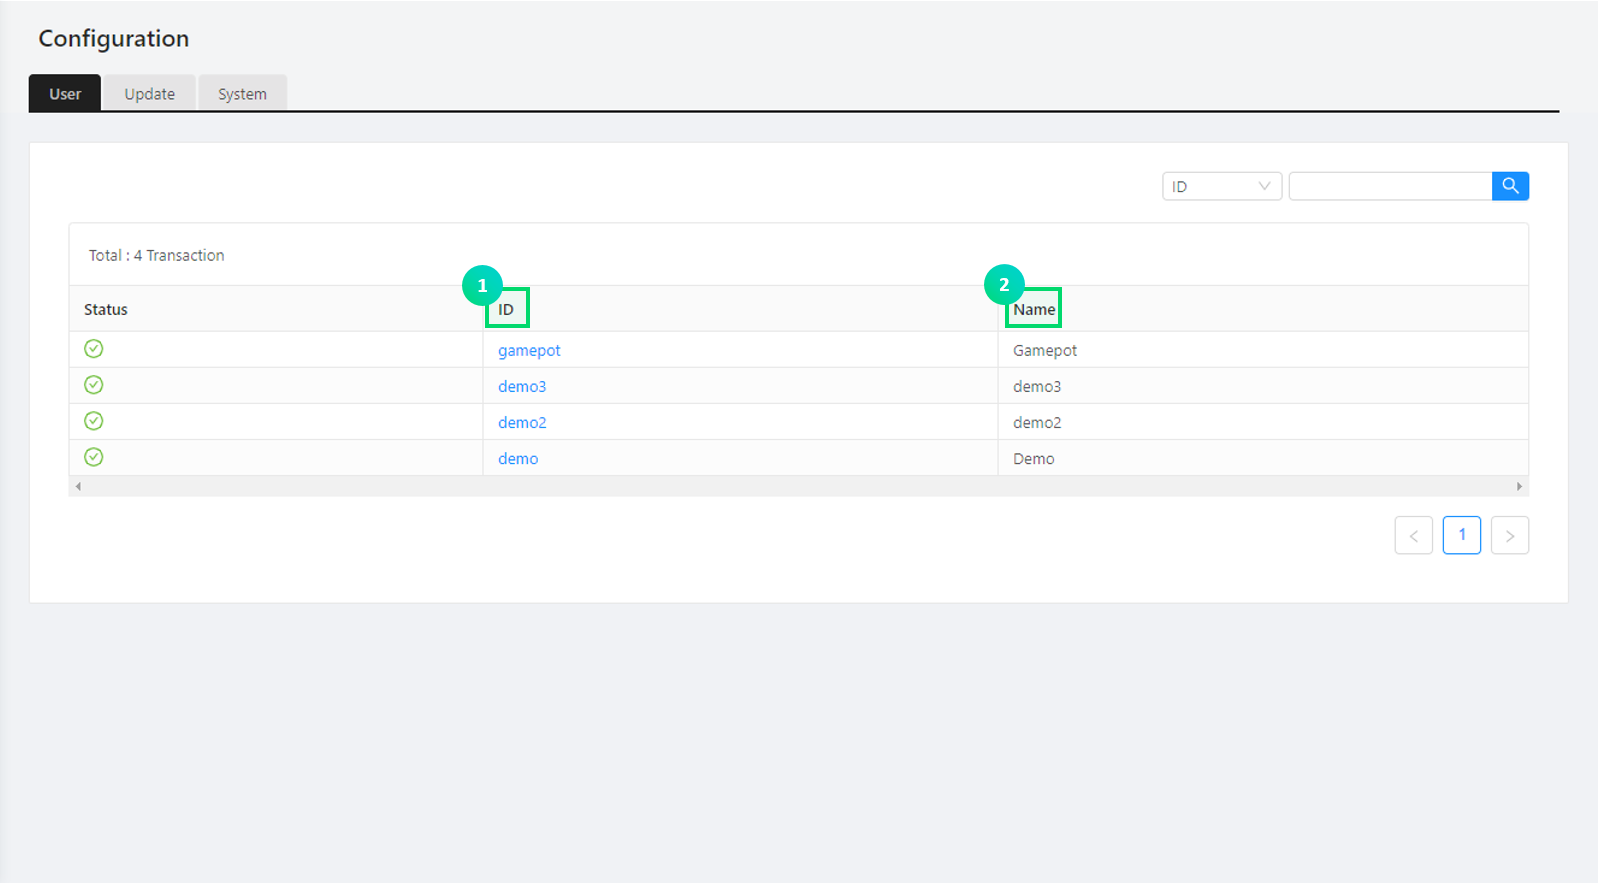 Configuration
User Update System
ID
Total : 4 Transaction
1 2
Status ID Name
gamepot Gamepot
demo3 demo3
demo2 demo2
demo Demo
1